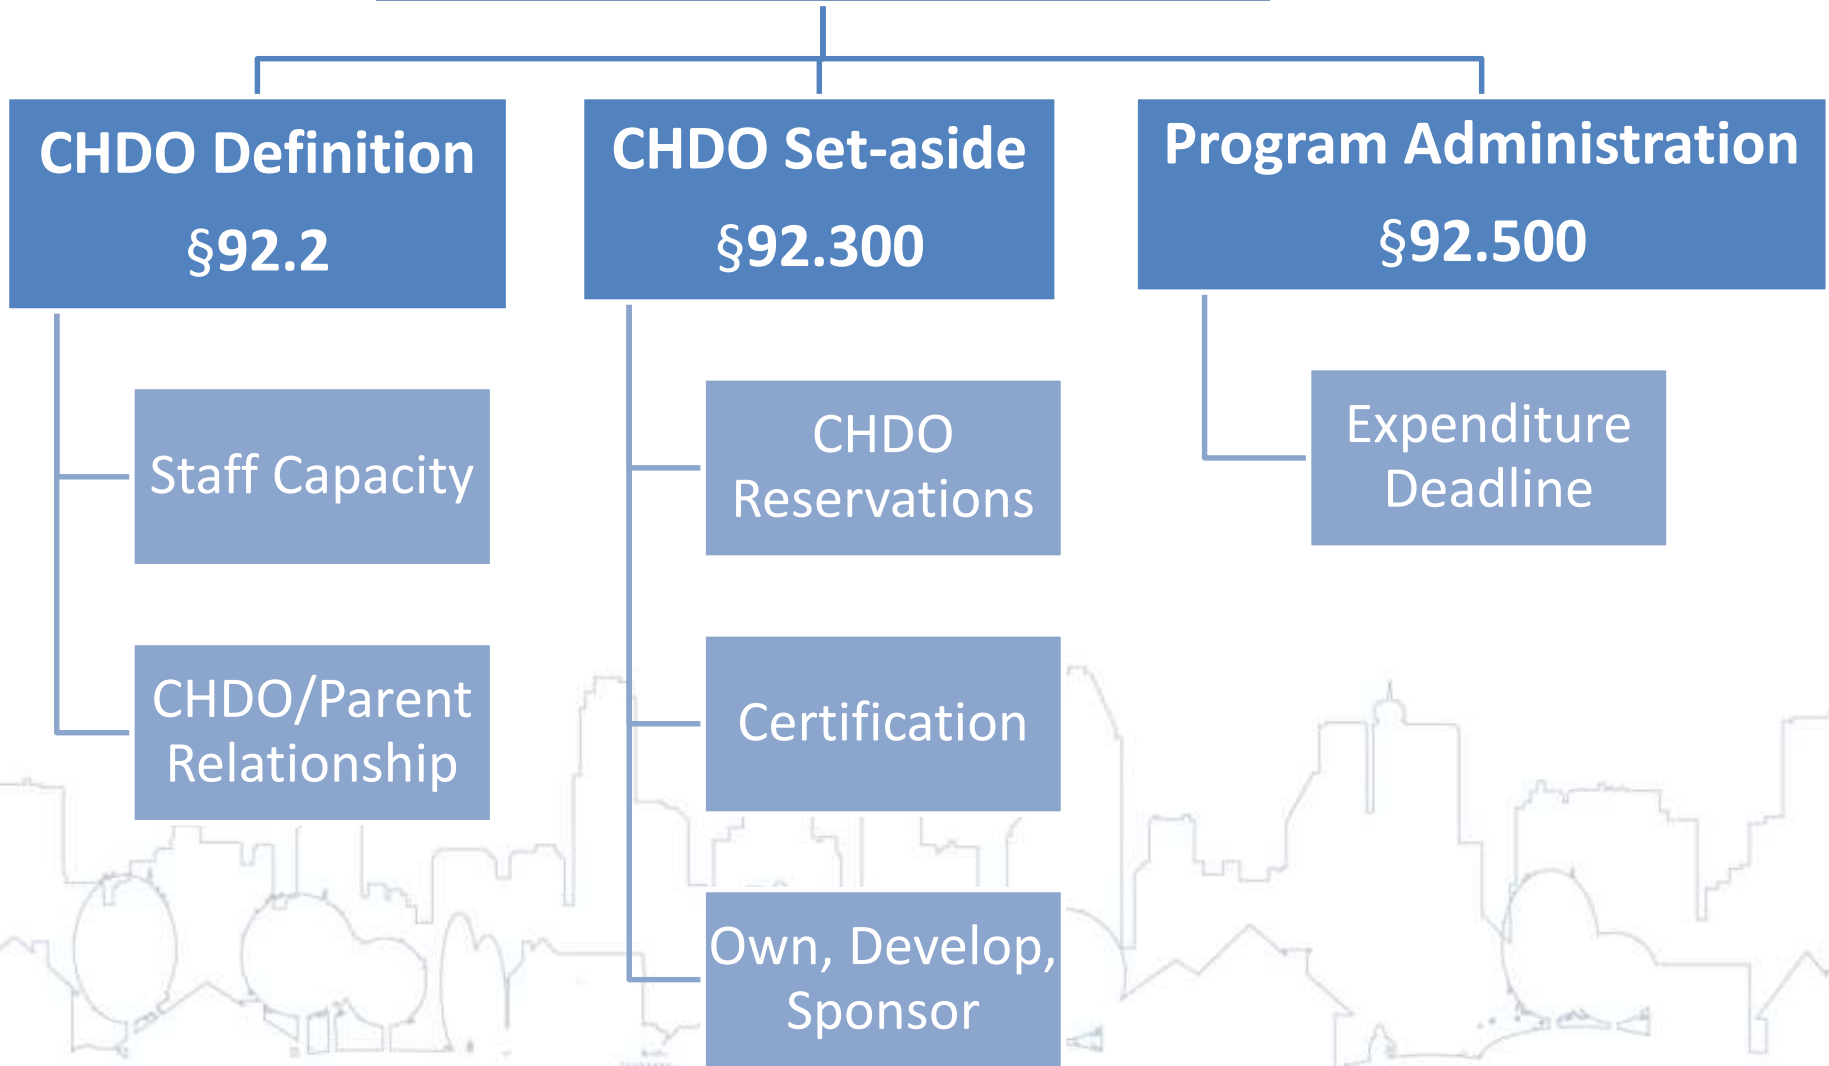 CHDO Definition
§92.2
Staff Capacity
CHDO/Parent
Relationship
CHDO Set-aside
§92.300
CHDO
Reservations
Certification
Own, Develop,
Sponsor
Program Administration
§92.500
Expenditure
Deadline